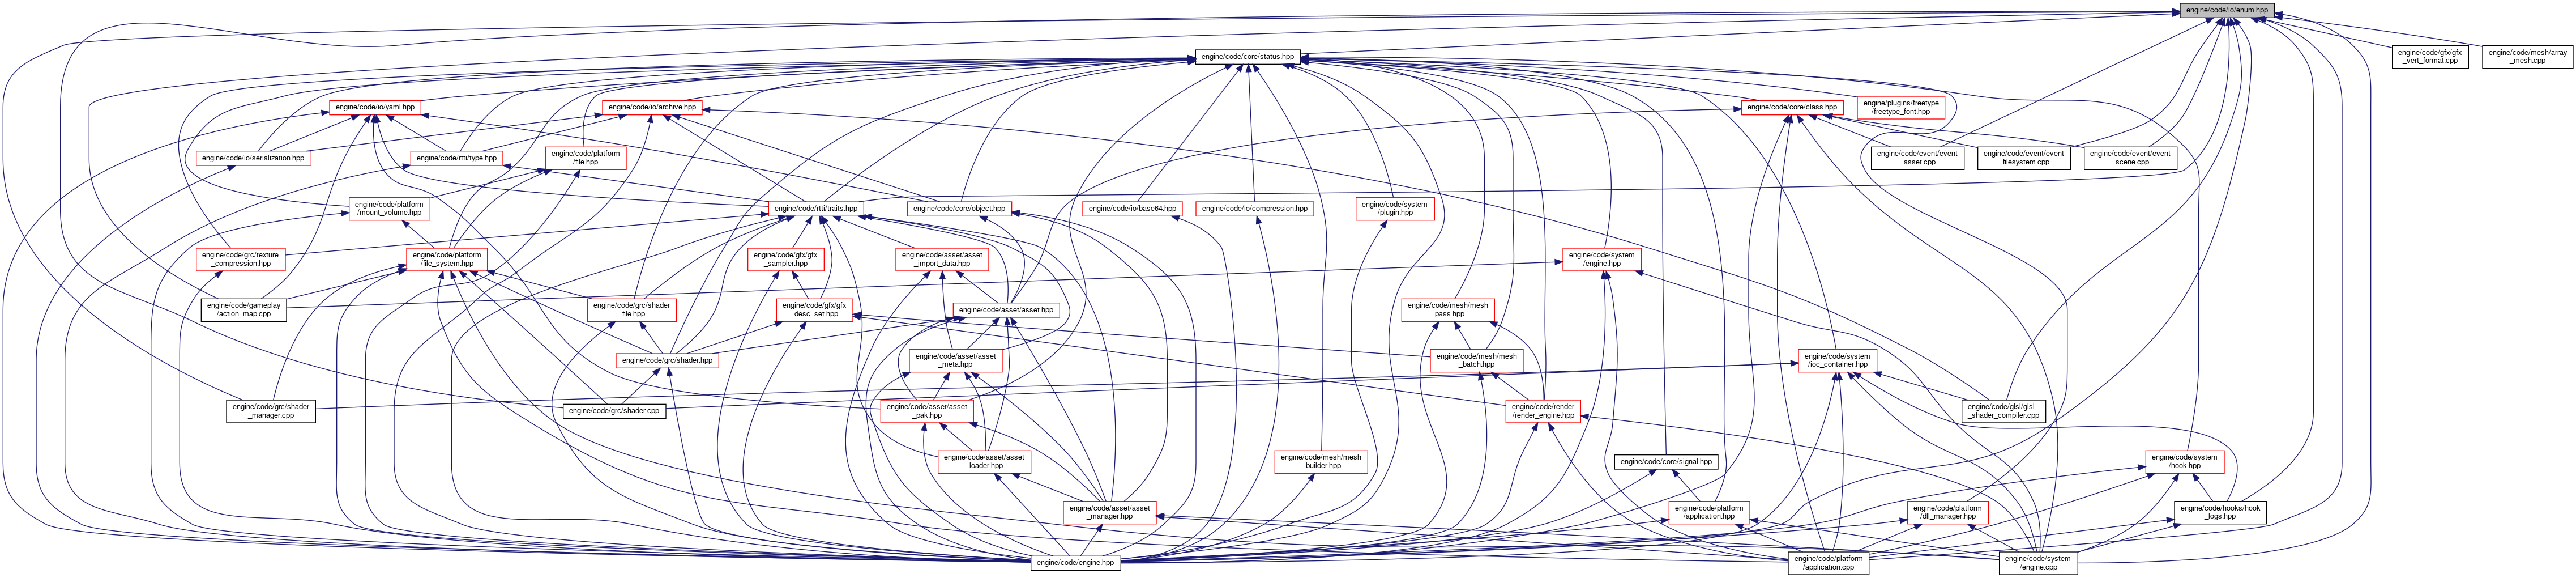 engine/code/io/enum.hpp
engine/code/core/status.hpp
engine/code/gfx/gfx
_vert_format.cpp
engine/code/mesh/array
_mesh.cpp
engine/code/io/yaml.hpp
engine/code/io/archive.hpp
engine/code/core/class.hpp
engine/plugins/freetype
/freetype_font.hpp
engine/code/io/serialization.hpp
engine/code/rtti/type.hpp
engine/code/platform
/file.hpp
engine/code/event/event
_asset.cpp
engine/code/event/event
_filesystem.cpp
engine/code/event/event
_scene.cpp
engine/code/platform
/mount_volume.hpp
engine/code/rtti/traits.hpp
engine/code/core/object.hpp
engine/code/io/base64.hpp
engine/code/io/compression.hpp
engine/code/system
/plugin.hpp
engine/code/grc/texture
_compression.hpp
engine/code/platform
/file_system.hpp
engine/code/gfx/gfx
_sampler.hpp
engine/code/asset/asset
_import_data.hpp
engine/code/system
/engine.hpp
engine/code/gameplay
/action_map.cpp
engine/code/grc/shader
_file.hpp
engine/code/gfx/gfx
_desc_set.hpp
engine/code/asset/asset.hpp
engine/code/mesh/mesh
_pass.hpp
engine/code/grc/shader.hpp
engine/code/asset/asset
_meta.hpp
engine/code/mesh/mesh
_batch.hpp
engine/code/system
/ioc_container.hpp
engine/code/grc/shader
_manager.cpp
engine/code/grc/shader.cpp
engine/code/asset/asset
_pak.hpp
engine/code/render
/render_engine.hpp
engine/code/glsl/glsl
_shader_compiler.cpp
engine/code/asset/asset
_loader.hpp
engine/code/mesh/mesh
_builder.hpp
engine/code/core/signal.hpp
engine/code/system
/hook.hpp
engine/code/asset/asset
_manager.hpp
engine/code/platform
/application.hpp
engine/code/platform
/dll_manager.hpp
engine/code/hooks/hook
_logs.hpp
engine/code/engine.hpp
engine/code/platform
/application.cpp
engine/code/system
/engine.cpp